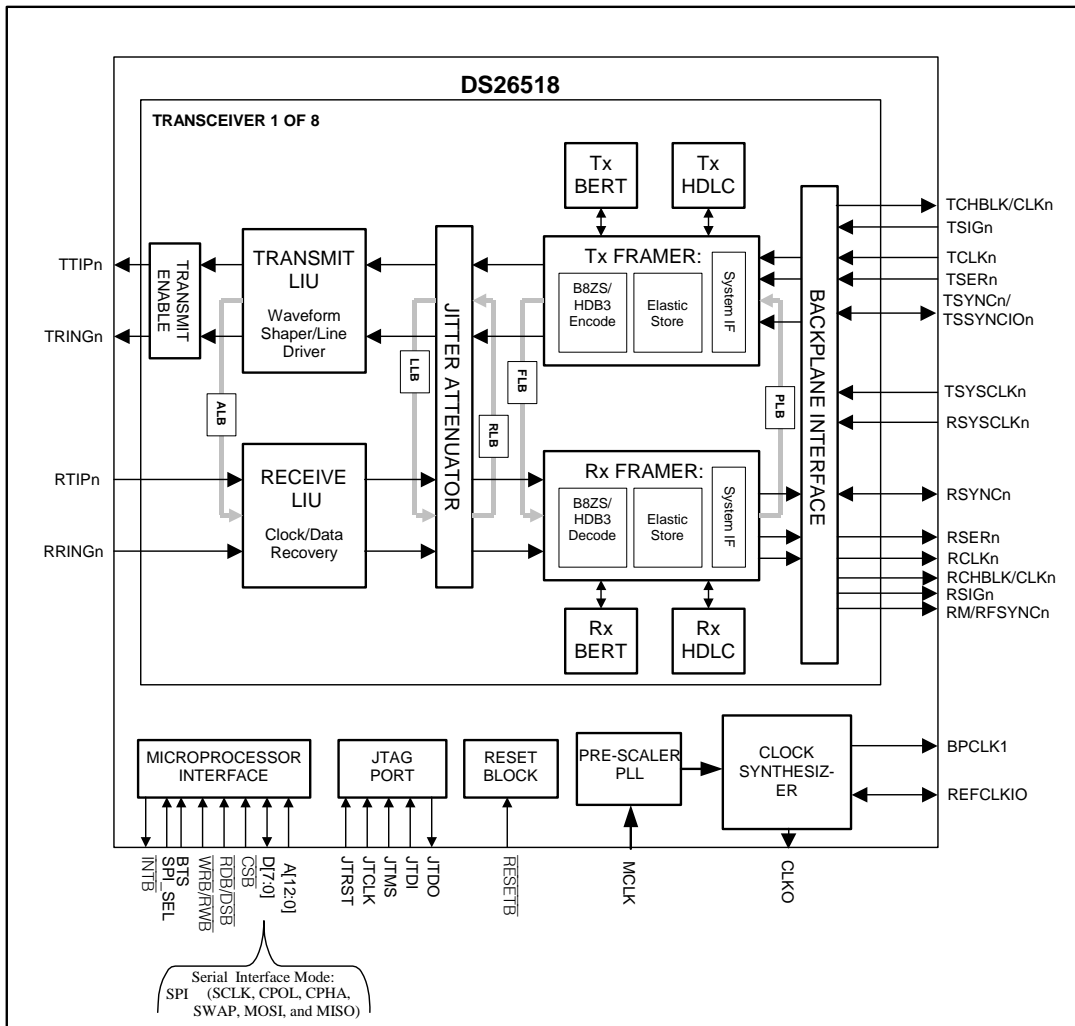 DS26518
TRANSCEIVER 1 OF 8
Tx
BERT
Tx
HDLC
TTIPn
TRINGn
TRANSMIT
ENABLE
TRANSMIT
LIU
Waveform
Shaper/Line
Driver
JITTER ATTENUATOR
Tx FRAMER:
B8ZS/
HDB3
Encode
Elastic
Store
System IF
BACKPLANE INTERFACE
TCHBLK/CLKn
TSIGn
TCLKn
TSERn
TSYNCn/
TSSYNCIOn
TSYSCLKn
RSYSCLKn
ALB
LLB
RLB
FLB
PLB
RTIPn
RRINGn
RECEIVE
LIU
Clock/Data
Recovery
Rx FRAMER:
B8ZS/
HDB3
Decode
Elastic
Store
System IF
RSYNCn
RSERn
RCLKn
RCHBLK/CLKn
RSIGn
RM/RFSYNCn
Rx
BERT
Rx
HDLC
MICROPROCESSOR
INTERFACE
JTAG
PORT
RESET
BLOCK
PRE-SCALER
PLL
CLOCK
SYNTHESIZ-
ER
BPCLK1
REFCLKIO
INTB
SPI_SEL
BTS
WRB/RWB
RDB/DSB
CSB
D[7:0]
A[12:0]
JTRST
JTCLK
JTMS
JTDI
JTDO
RESETB
MCLK
CLKO
Serial Interface Mode:
SPI (SCLK, CPOL, CPHA,
SWAP, MOSI, and MISO)